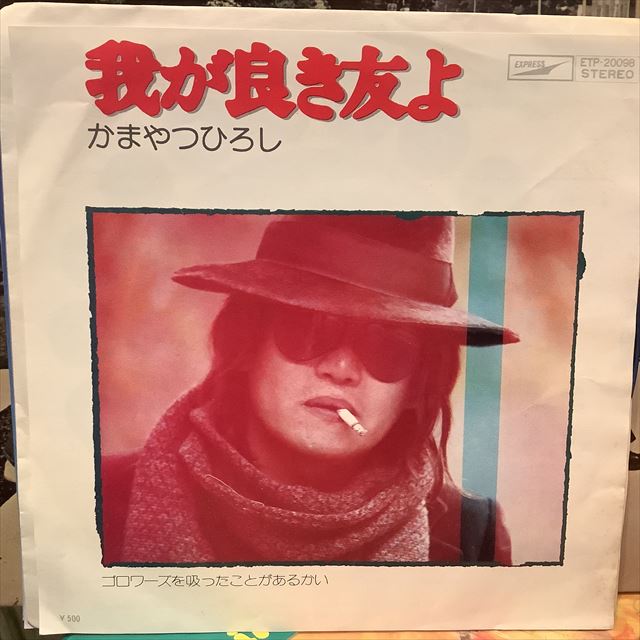 我が良き友よ
かまやつひろし
EXPRESS
ETP-20098
STEREO
ゴロワーズを吸ったことがあるかい
¥500